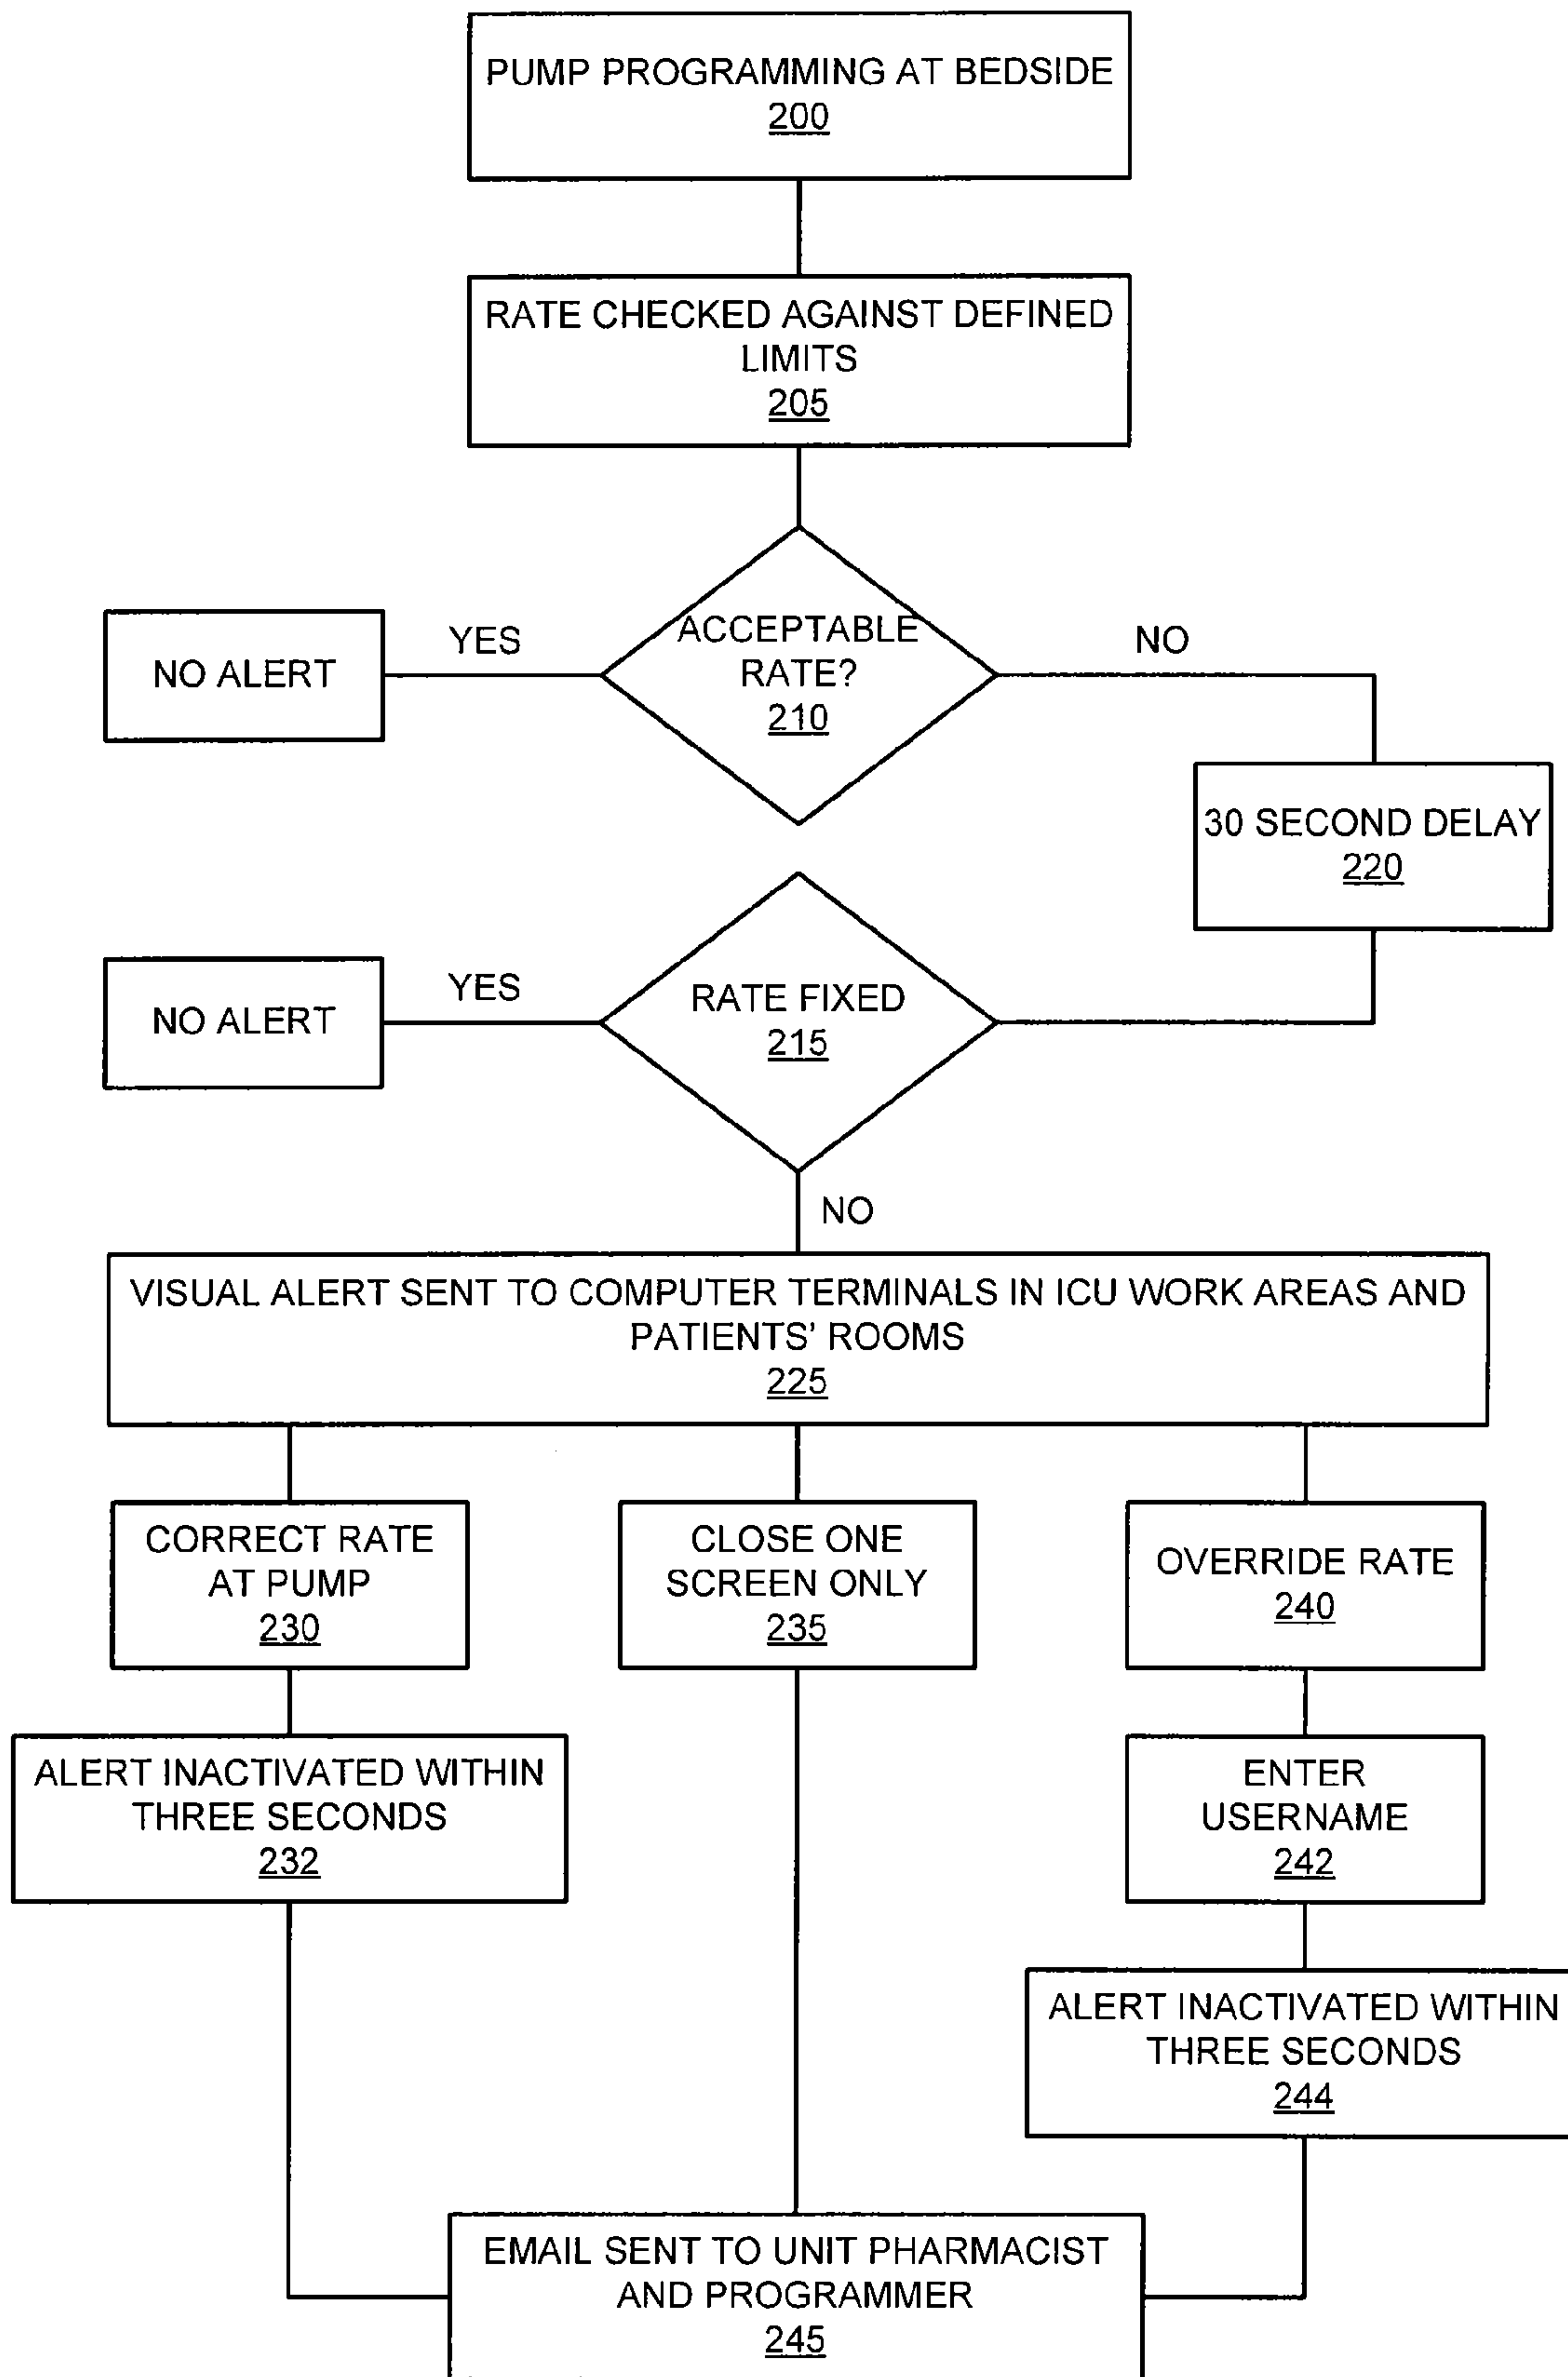 PUMP PROGRAMMING AT BEDSIDE
200
RATE CHECKED AGAINST DEFINED
LIMITS
205
ACCEPTABLE
RATE?
210
YES
NO ALERT
NO
30 SECOND DELAY
220
RATE FIXED
215
YES
NO ALERT
NO
VISUAL ALERT SENT TO COMPUTER TERMINALS IN ICU WORK AREAS AND
PATIENTS' ROOMS
225
CORRECT RATE
AT PUMP
230
CLOSE ONE
SCREEN ONLY
235
OVERRIDE RATE
240
ALERT INACTIVATED WITHIN
THREE SECONDS
232
ENTER
USERNAME
242
ALERT INACTIVATED WITHIN
THREE SECONDS
244
EMAIL SENT TO UNIT PHARMACIST
AND PROGRAMMER
245